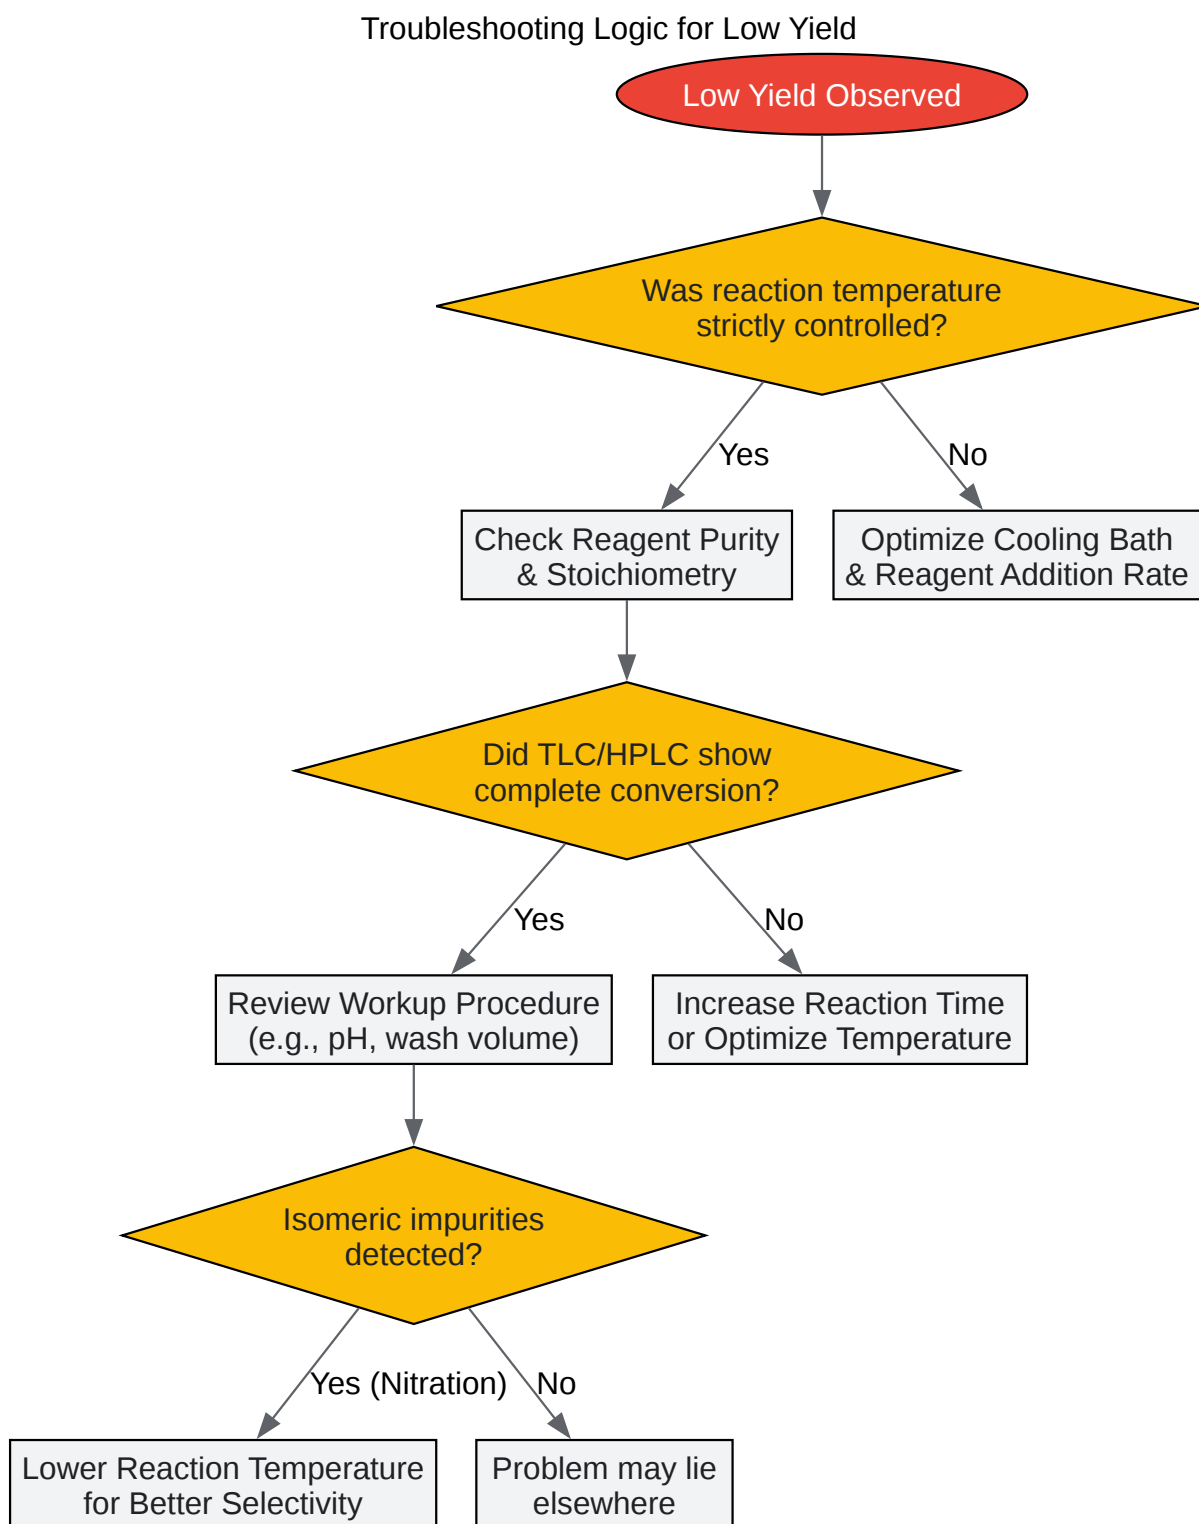 Troubleshooting Logic for Low Yield
Low Yield Observed
Was reaction temperature
strictly controlled?
Yes
No
Check Reagent Purity
& Stoichiometry
Optimize Cooling Bath
& Reagent Addition Rate
Did TLC/HPLC show
complete conversion?
Yes
No
Review Workup Procedure
(e.g., pH, wash volume)
Increase Reaction Time
or Optimize Temperature
Isomeric impurities
detected?
Yes (Nitration)
No
Lower Reaction Temperature
for Better Selectivity
Problem may lie
elsewhere